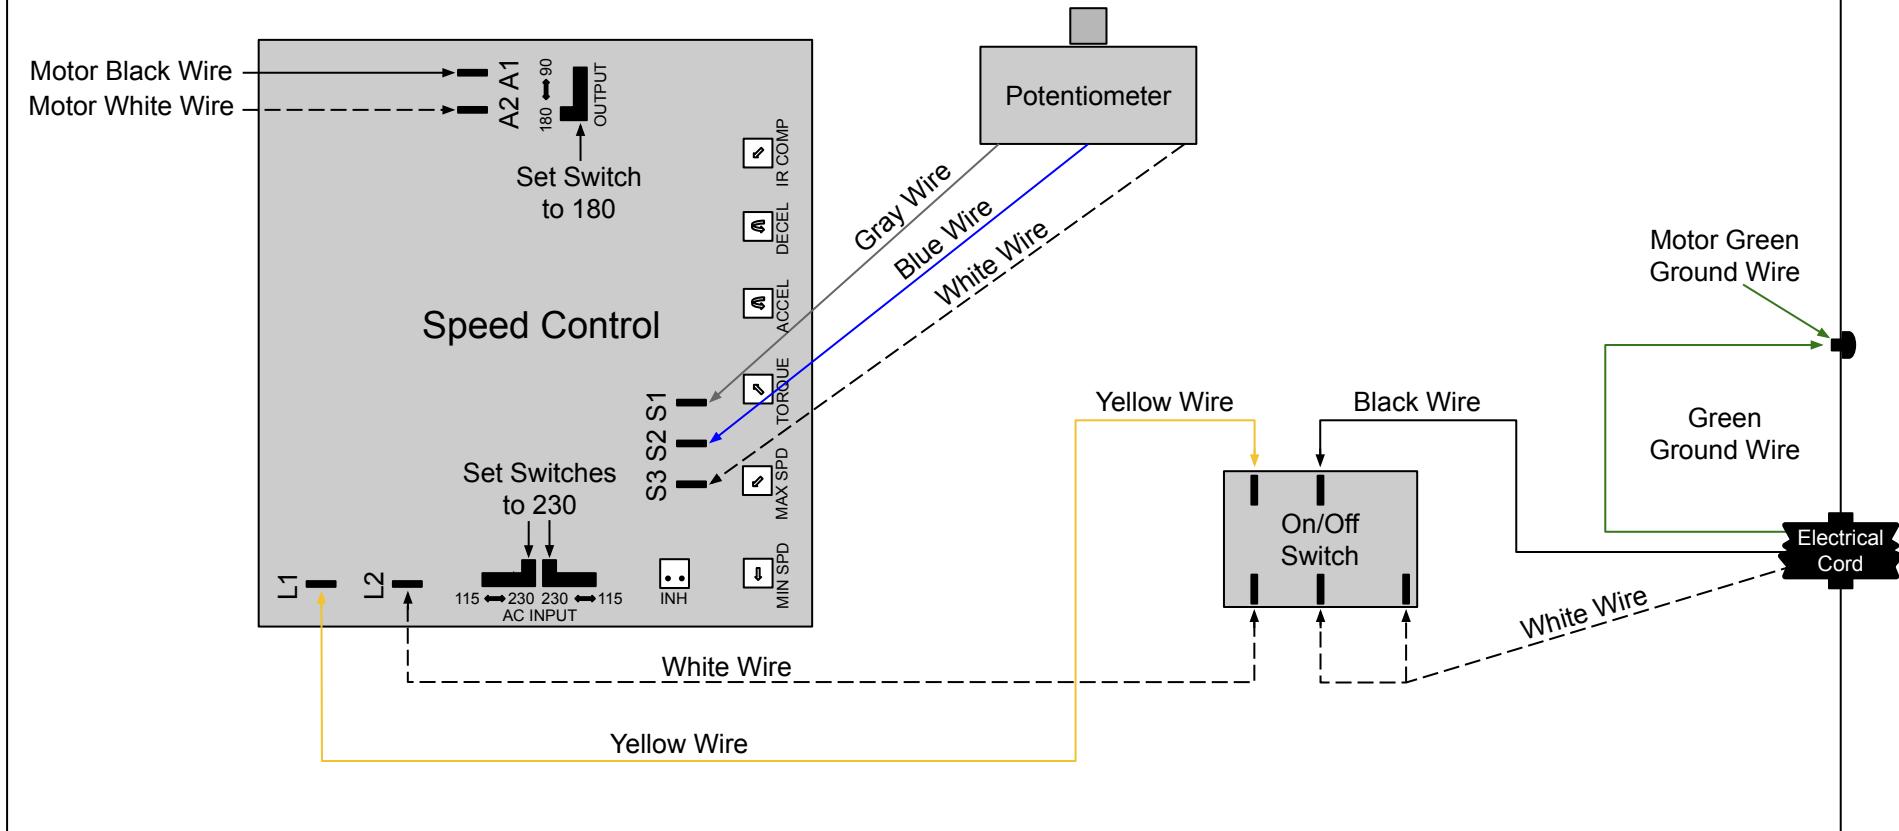 Motor Black Wire
Motor White Wire
A1
A2
180
90
OUTPUT
Set Switch
to 180
IR COMP
DECEL
ACCEL
TORQUE
MAX SPD
MIN SPD
Speed Control
S1
S2
S3
Set Switches
to 230
L1
L2
115
230
230
115
AC INPUT
INH
Potentiometer
Gray Wire
Blue Wire
White Wire
Yellow Wire
Black Wire
On/Off
Switch
White Wire
Yellow Wire
White Wire
Motor Green
Ground Wire
Green
Ground Wire
Electrical
Cord